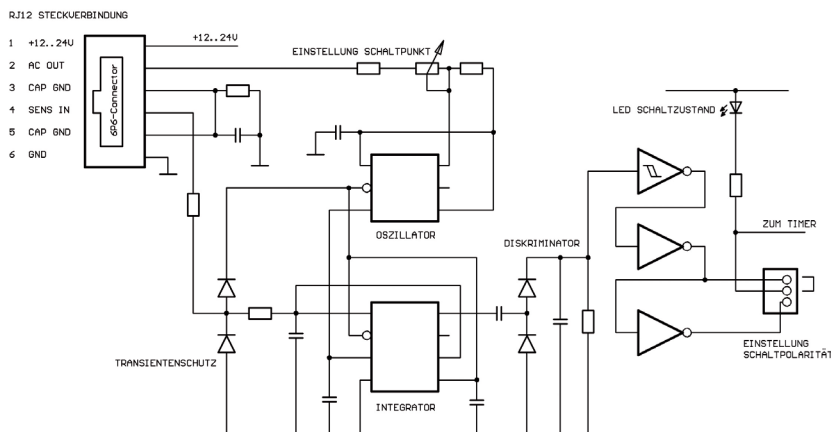 RJ12 STECKVERBINDUNG
1 +12..24V
2 AC OUT
3 CAP GND
4 SENS IN
5 CAP GND
6 GND
6P6-Connector
+12..24V
EINSTELLUNG SCHALTPUNKT
LED SCHALTZUSTAND
OSZILLATOR
DISKRIMINATOR
ZUM TIMER
TRANSIENTENSCHUTZ
INTEGRATOR
EINSTELLUNG
SCHALTPOLARITÄT